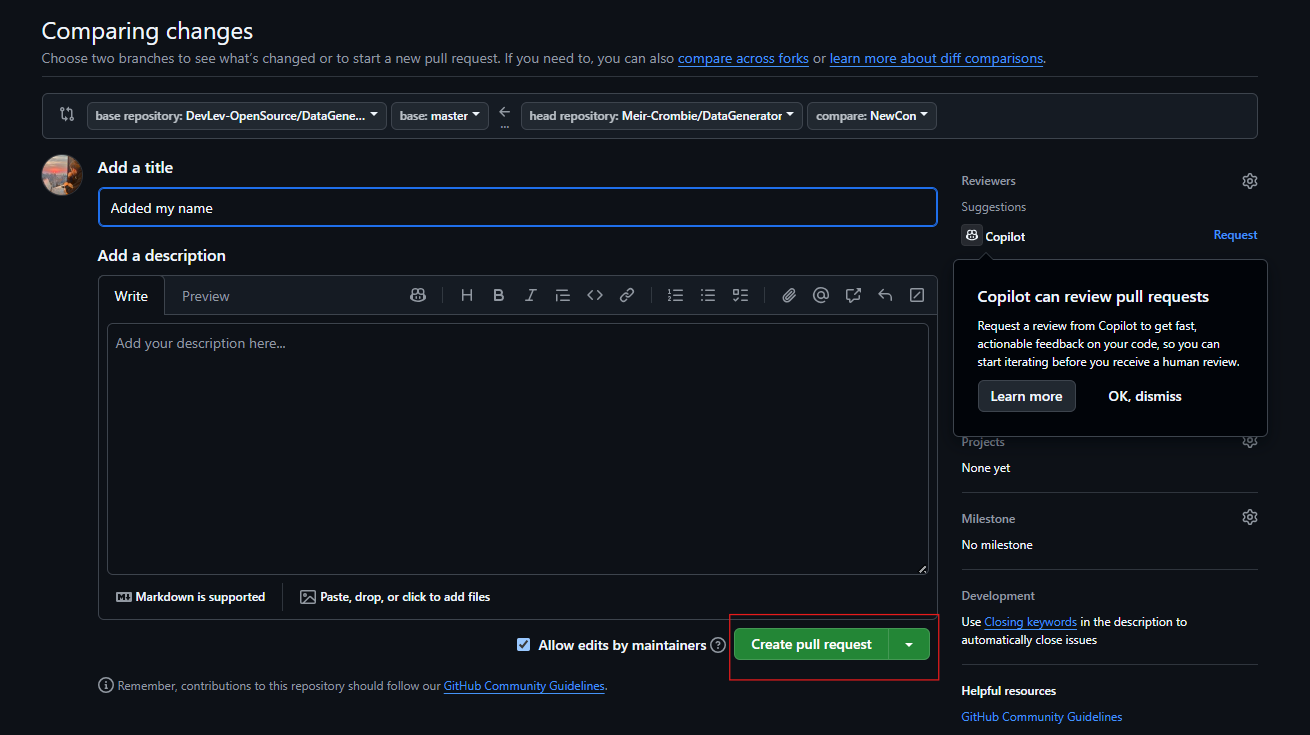 Comparing changes
Choose two branches to see what's changed or to start a new pull request. If you need to, you can also compare across forks or learn more about diff comparisons.
base repository: DevLev-OpenSource/DataGene... base: master ... head repository: Meir-Crombie/DataGenerator compare: NewCon
Add a title
Added my name
Add a description
Write Preview
Add your description here...
Markdown is supported Paste, drop, or click to add files
Allow edits by maintainers Create pull request
Remember, contributions to this repository should follow our GitHub Community Guidelines.
Reviewers
Suggestions
Copilot Request
Copilot can review pull requests
Request a review from Copilot to get fast,
actionable feedback on your code, so you can
start iterating before you receive a human review.
Learn more OK, dismiss
Projects
None yet
Milestone
No milestone
Development
Use Closing keywords in the description to
automatically close issues
Helpful resources
GitHub Community Guidelines